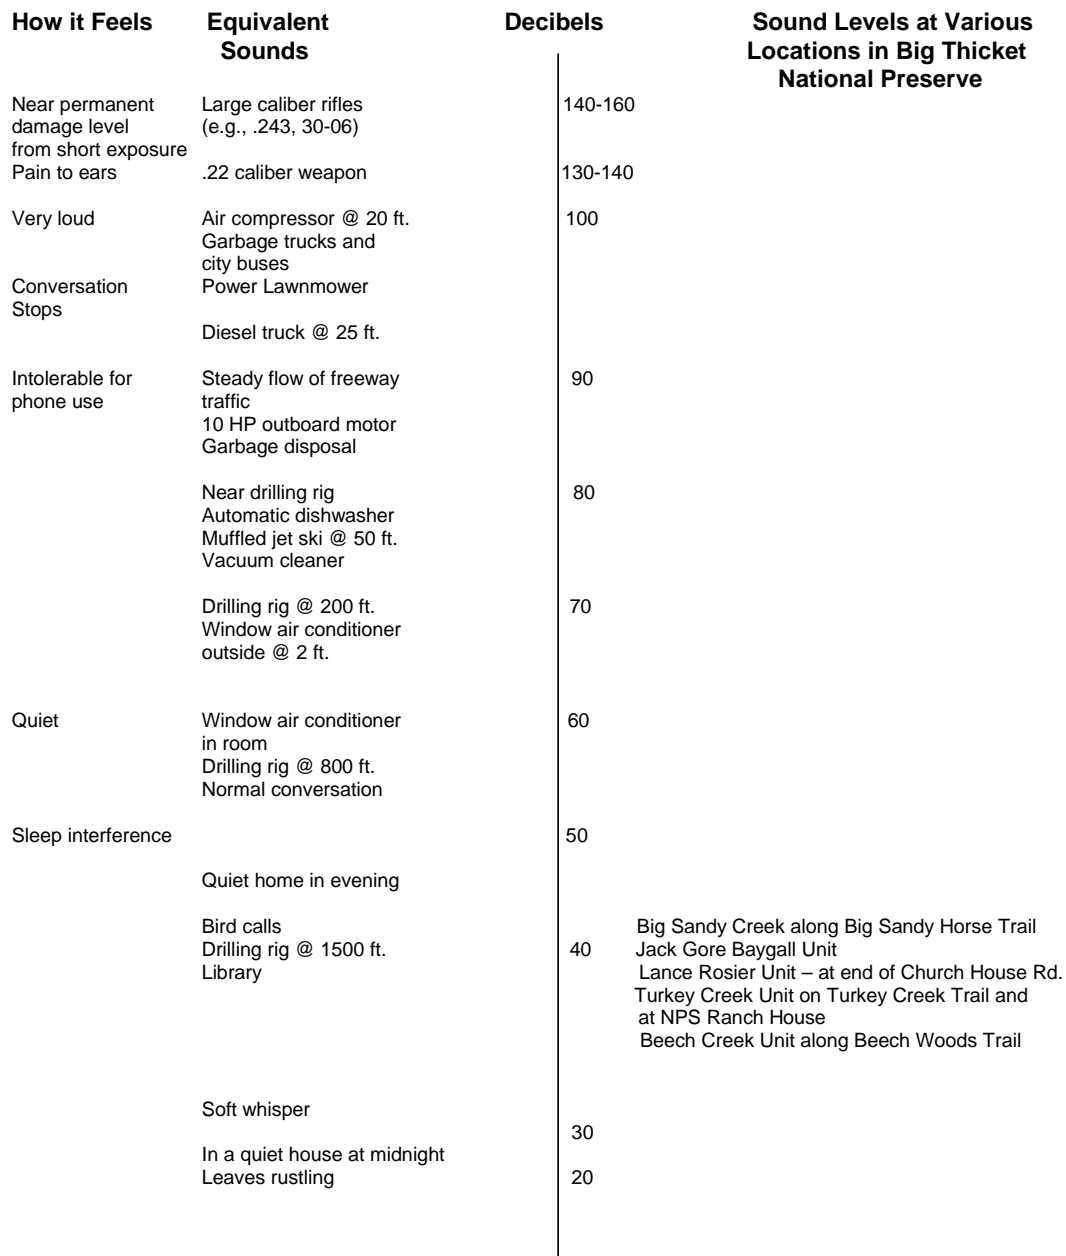 How it Feels Equivalent Decibels Sound Levels at Various
Sounds Locations in Big Thicket
National Preserve
Near permanent Large caliber rifles 140-160
damage level (e.g., .243, 30-06)
from short exposure
Pain to ears .22 caliber weapon 130-140
Very loud Air compressor @ 20 ft. 100
Garbage trucks and
city buses
Conversation Power Lawnmower
Stops
Diesel truck @ 25 ft.
Intolerable for Steady flow of freeway 90
phone use traffic
10 HP outboard motor
Garbage disposal
Near drilling rig 80
Automatic dishwasher
Muffled jet ski @ 50 ft.
Vacuum cleaner
Drilling rig @ 200 ft. 70
Window air conditioner
outside @ 2 ft.
Quiet Window air conditioner 60
in room
Drilling rig @ 800 ft.
Normal conversation
Sleep interference 50
Quiet home in evening
Bird calls Big Sandy Creek along Big Sandy Horse Trail
Drilling rig @ 1500 ft. 40 Jack Gore Baygall Unit
Library Lance Rosier Unit – at end of Church House Rd.
Turkey Creek Unit on Turkey Creek Trail and
at NPS Ranch House
Beech Creek Unit along Beech Woods Trail
Soft whisper
30
In a quiet house at midnight
Leaves rustling 20